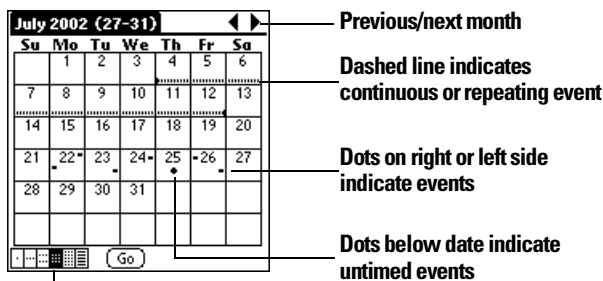 July 2002 (27-31)
Su Mo Tu We Th Fr Sa
1 2 3 4 5 6
7 8 9 10 11 12 13
14 15 16 17 18 19 20
21 22 23 24 25 26 27
28 29 30 31
Go
Previous/next month
Dashed line indicates
continuous or repeating event
Dots on right or left side
indicate events
Dots below date indicate
untimed events